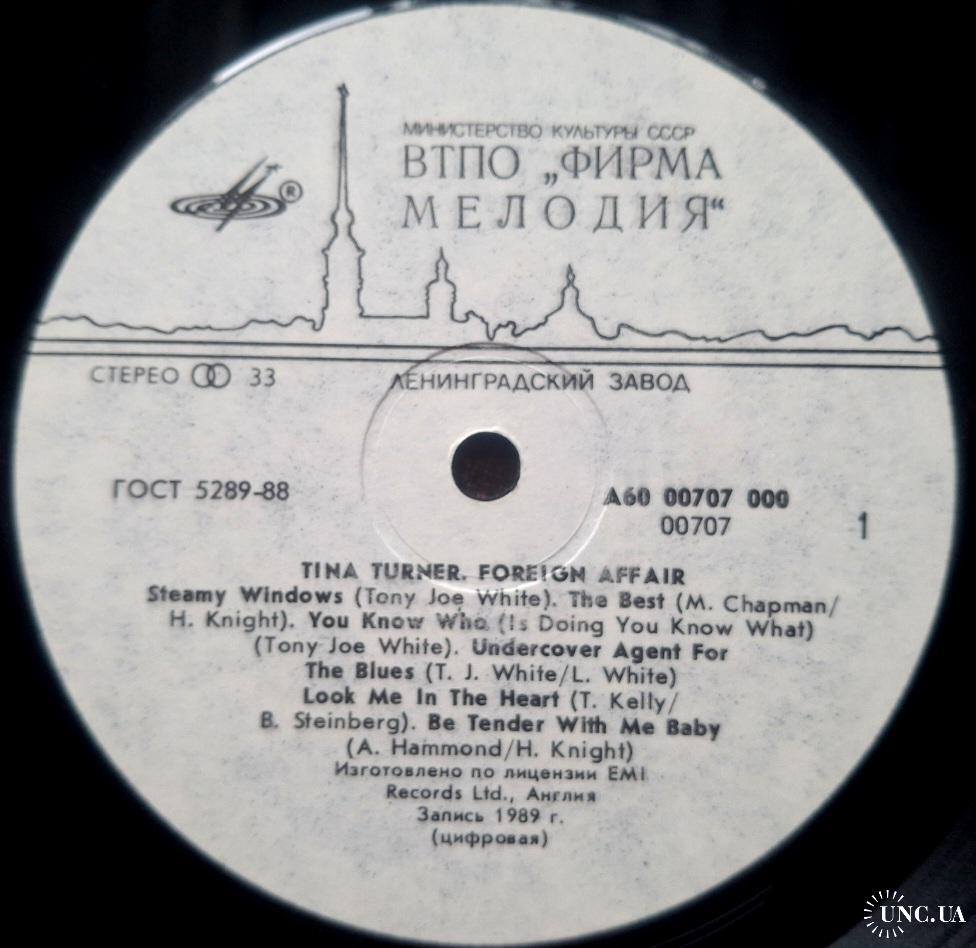 МИНИСТЕРСТВО КУЛЬТУРЫ СССР
ВТПО „ФИРМА
МЕЛОДИЯ“
®
СТЕРЕО 33
ЛЕНИНГРАДСКИЙ ЗАВОД
ГОСТ 5289-88
А60 00707 000
00707
1
TINA TURNER. FOREIGN AFFAIR
Steamy Windows (Tony Joe White). The Best (M. Chapman/
H. Knight). You Know Who (Is Doing You Know What)
(Tony Joe White). Undercover Agent For
The Blues (T. J. White/L. White)
Look Me In The Heart (T. Kelly/
B. Steinberg). Be Tender With Me Baby
(A. Hammond/H. Knight)
Изготовлено по лицензии EMI
Records Ltd., Англия
Запись 1989 г.
(цифровая)
UNC.UA